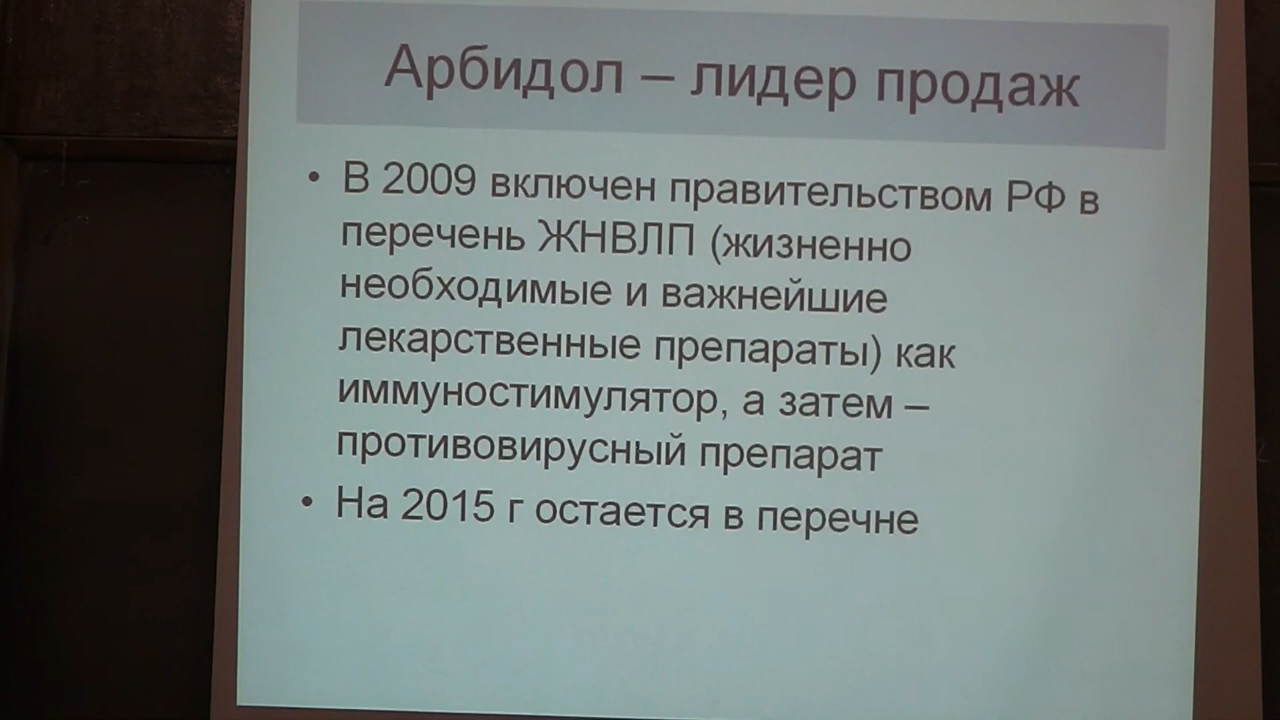 Арбидол – лидер продаж
• В 2009 включен правительством РФ в
перечень ЖНВЛП (жизненно
необходимые и важнейшие
лекарственные препараты) как
иммуностимулятор, а затем –
противовирусный препарат
• На 2015 г остается в перечне